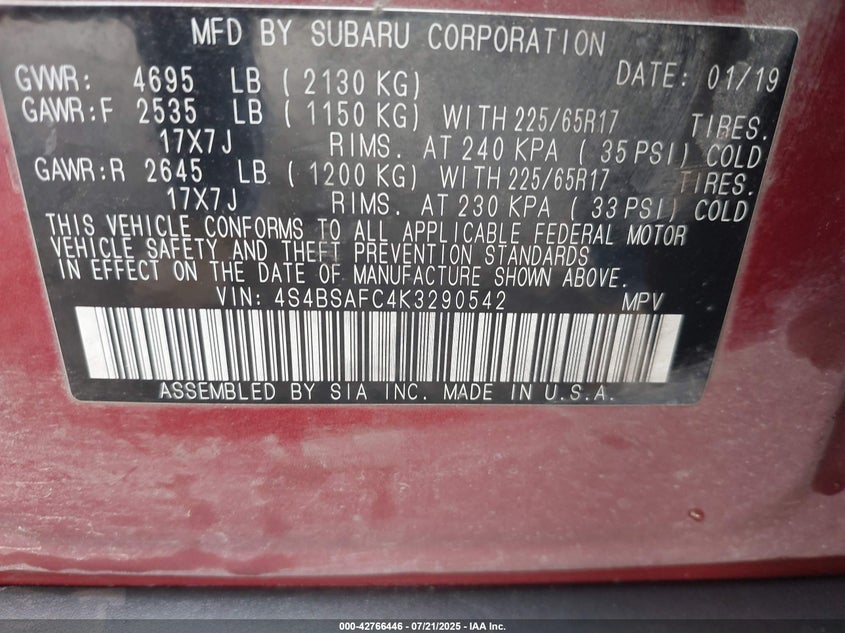 MFD BY SUBARU CORPORATION
GVWR: 4695 LB ( 2130 KG) DATE: 01/19
GAWR:F 2535 LB ( 1150 KG) WITH 225/65R17 TIRES.
17X7J RIMS. AT 240 KPA ( 35 PSI) COLD
GAWR:R 2645 LB ( 1200 KG) WITH 225/65R17 TIRES.
17X7J RIMS. AT 230 KPA ( 33 PSI) COLD
THIS VEHICLE CONFORMS TO ALL APPLICABLE FEDERAL MOTOR
VEHICLE SAFETY AND THEFT PREVENTION STANDARDS
IN EFFECT ON THE DATE OF MANUFACTURE SHOWN ABOVE.
VIN: 4S4BSAFC4K3290542 MPV
ASSEMBLED BY SIA INC. MADE IN U.S.A.
000-42766446 - 07/21/2025 - IAA Inc.